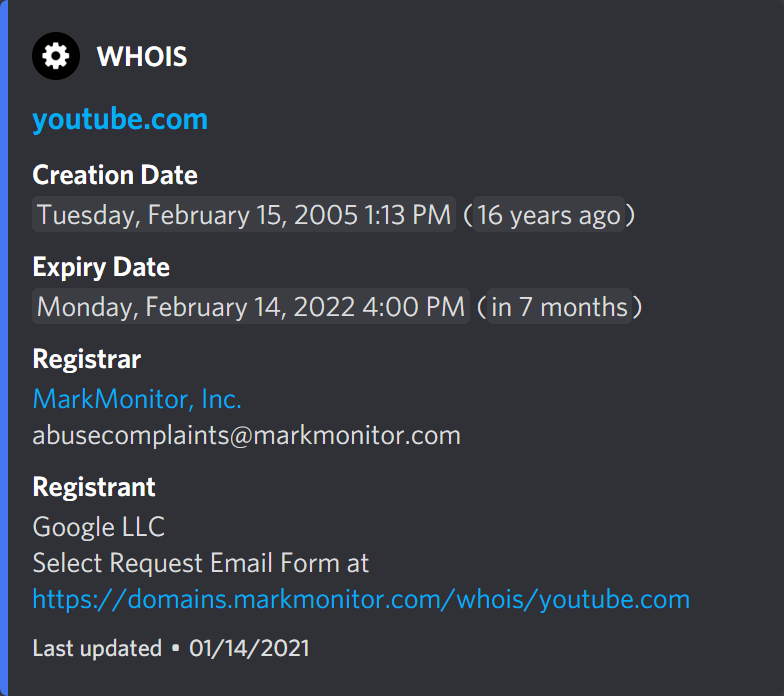 WHOIS
youtube.com
Creation Date
Tuesday, February 15, 2005 1:13 PM (16 years ago)
Expiry Date
Monday, February 14, 2022 4:00 PM (in 7 months)
Registrar
MarkMonitor, Inc.
abusecomplaints@markmonitor.com
Registrant
Google LLC
Select Request Email Form at
https://domains.markmonitor.com/whois/youtube.com
Last updated • 01/14/2021